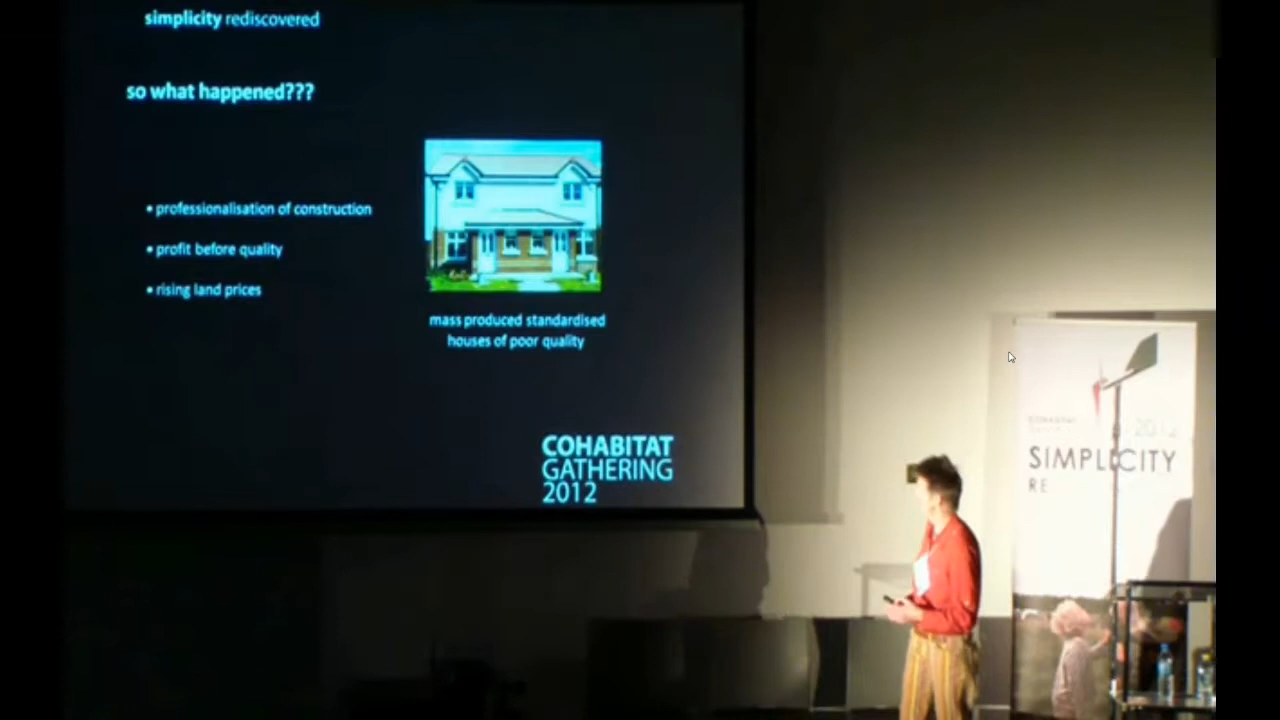 simplicity rediscovered
so what happened???
• professionalisation of construction
• profit before quality
• rising land prices
mass produced standardised
houses of poor quality
COHABITAT
GATHERING
2012
2012
SIMPLICITY
RE